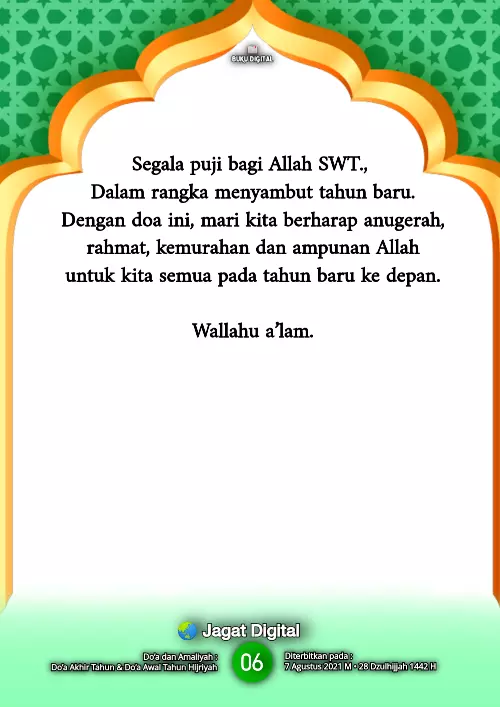 BUKU DIGITAL
Segala puji bagi Allah SWT.,
Dalam rangka menyambut tahun baru.
Dengan doa ini, mari kita berharap anugerah,
rahmat, kemurahan dan ampunan Allah
untuk kita semua pada tahun baru ke depan.
Wallahu a’lam.
Jagat Digital
Do’a dan Amaliyah :
Do’a Akhir Tahun & Do’a Awal Tahun Hijriyah
06
Diterbitkan pada :
7 Agustus 2021 M • 28 Dzulhijjah 1442 H